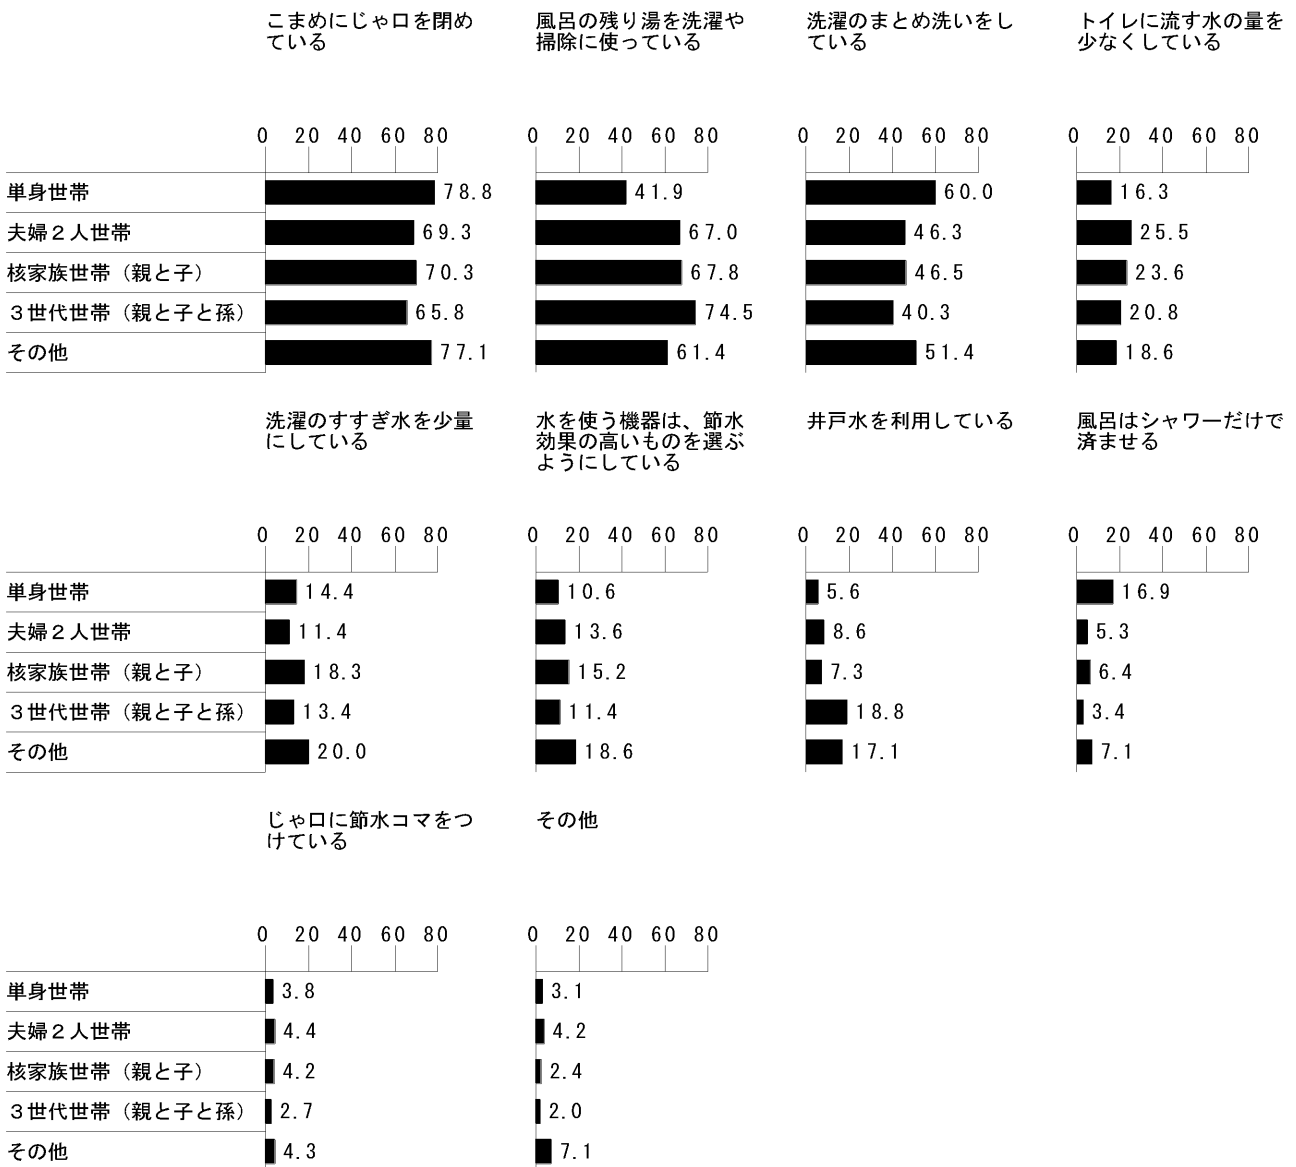 こまめにじゃ口を閉め
ている
風呂の残り湯を洗濯や
掃除に使っている
洗濯のまとめ洗いをし
ている
トイレに流す水の量を
少なくしている
0 20 40 60 80 0 20 40 60 80 0 20 40 60 80 0 20 40 60 80
単身世帯 78.8 41.9 60.0 16.3
夫婦２人世帯 69.3 67.0 46.3 25.5
核家族世帯（親と子） 70.3 67.8 46.5 23.6
３世代世帯（親と子と孫） 65.8 74.5 40.3 20.8
その他 77.1 61.4 51.4 18.6
洗濯のすすぎ水を少量
にしている
水を使う機器は、節水
効果の高いものを選ぶ
ようにしている
井戸水を利用している
風呂はシャワーだけで
済ませる
0 20 40 60 80 0 20 40 60 80 0 20 40 60 80 0 20 40 60 80
単身世帯 14.4 10.6 5.6 16.9
夫婦２人世帯 11.4 13.6 8.6 5.3
核家族世帯（親と子） 18.3 15.2 7.3 6.4
３世代世帯（親と子と孫） 13.4 11.4 18.8 3.4
その他 20.0 18.6 17.1 7.1
じゃ口に節水コマをつ
けている
その他
0 20 40 60 80 0 20 40 60 80
単身世帯 3.8 3.1
夫婦２人世帯 4.4 4.2
核家族世帯（親と子） 4.2 2.4
３世代世帯（親と子と孫） 2.7 2.0
その他 4.3 7.1